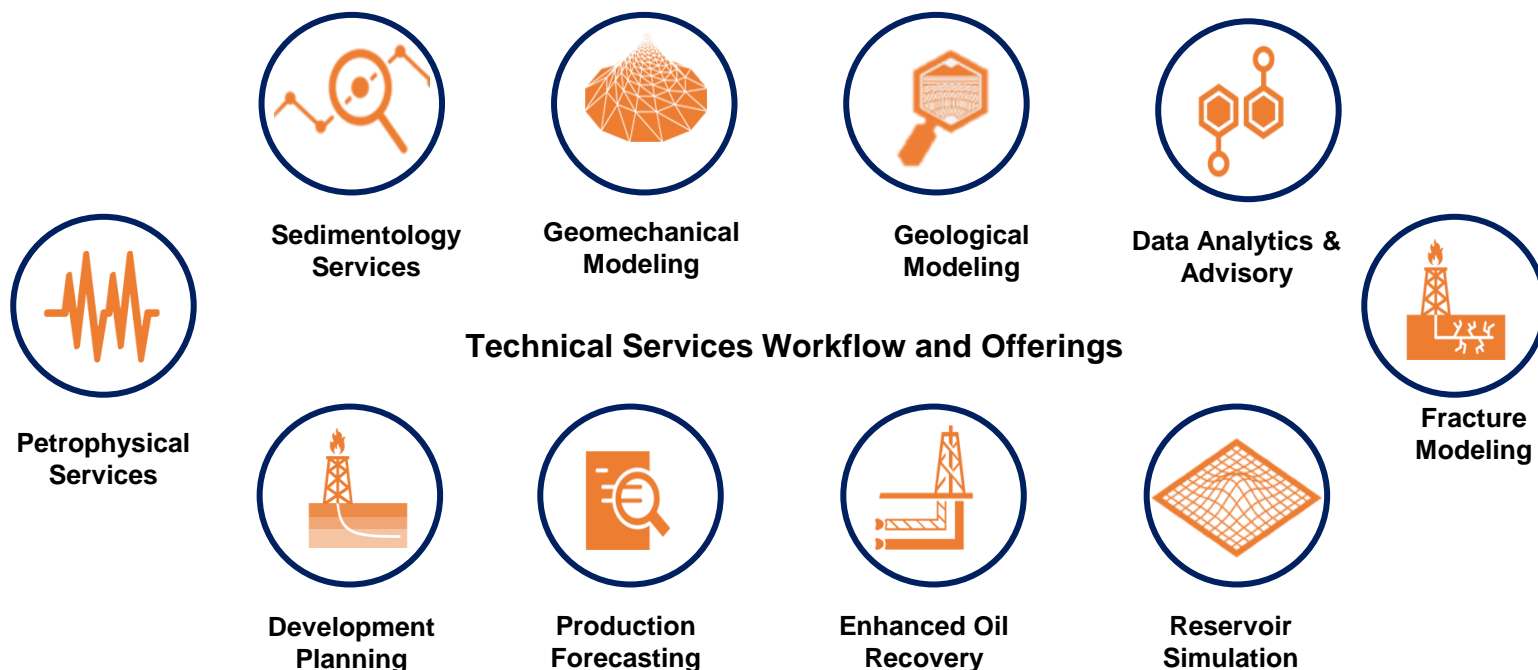 Sedimentology
Services
Geomechanical
Modeling
Geological
Modeling
Data Analytics &
Advisory
Technical Services Workflow and Offerings
Petrophysical
Services
Fracture
Modeling
Development
Planning
Production
Forecasting
Enhanced Oil
Recovery
Reservoir
Simulation